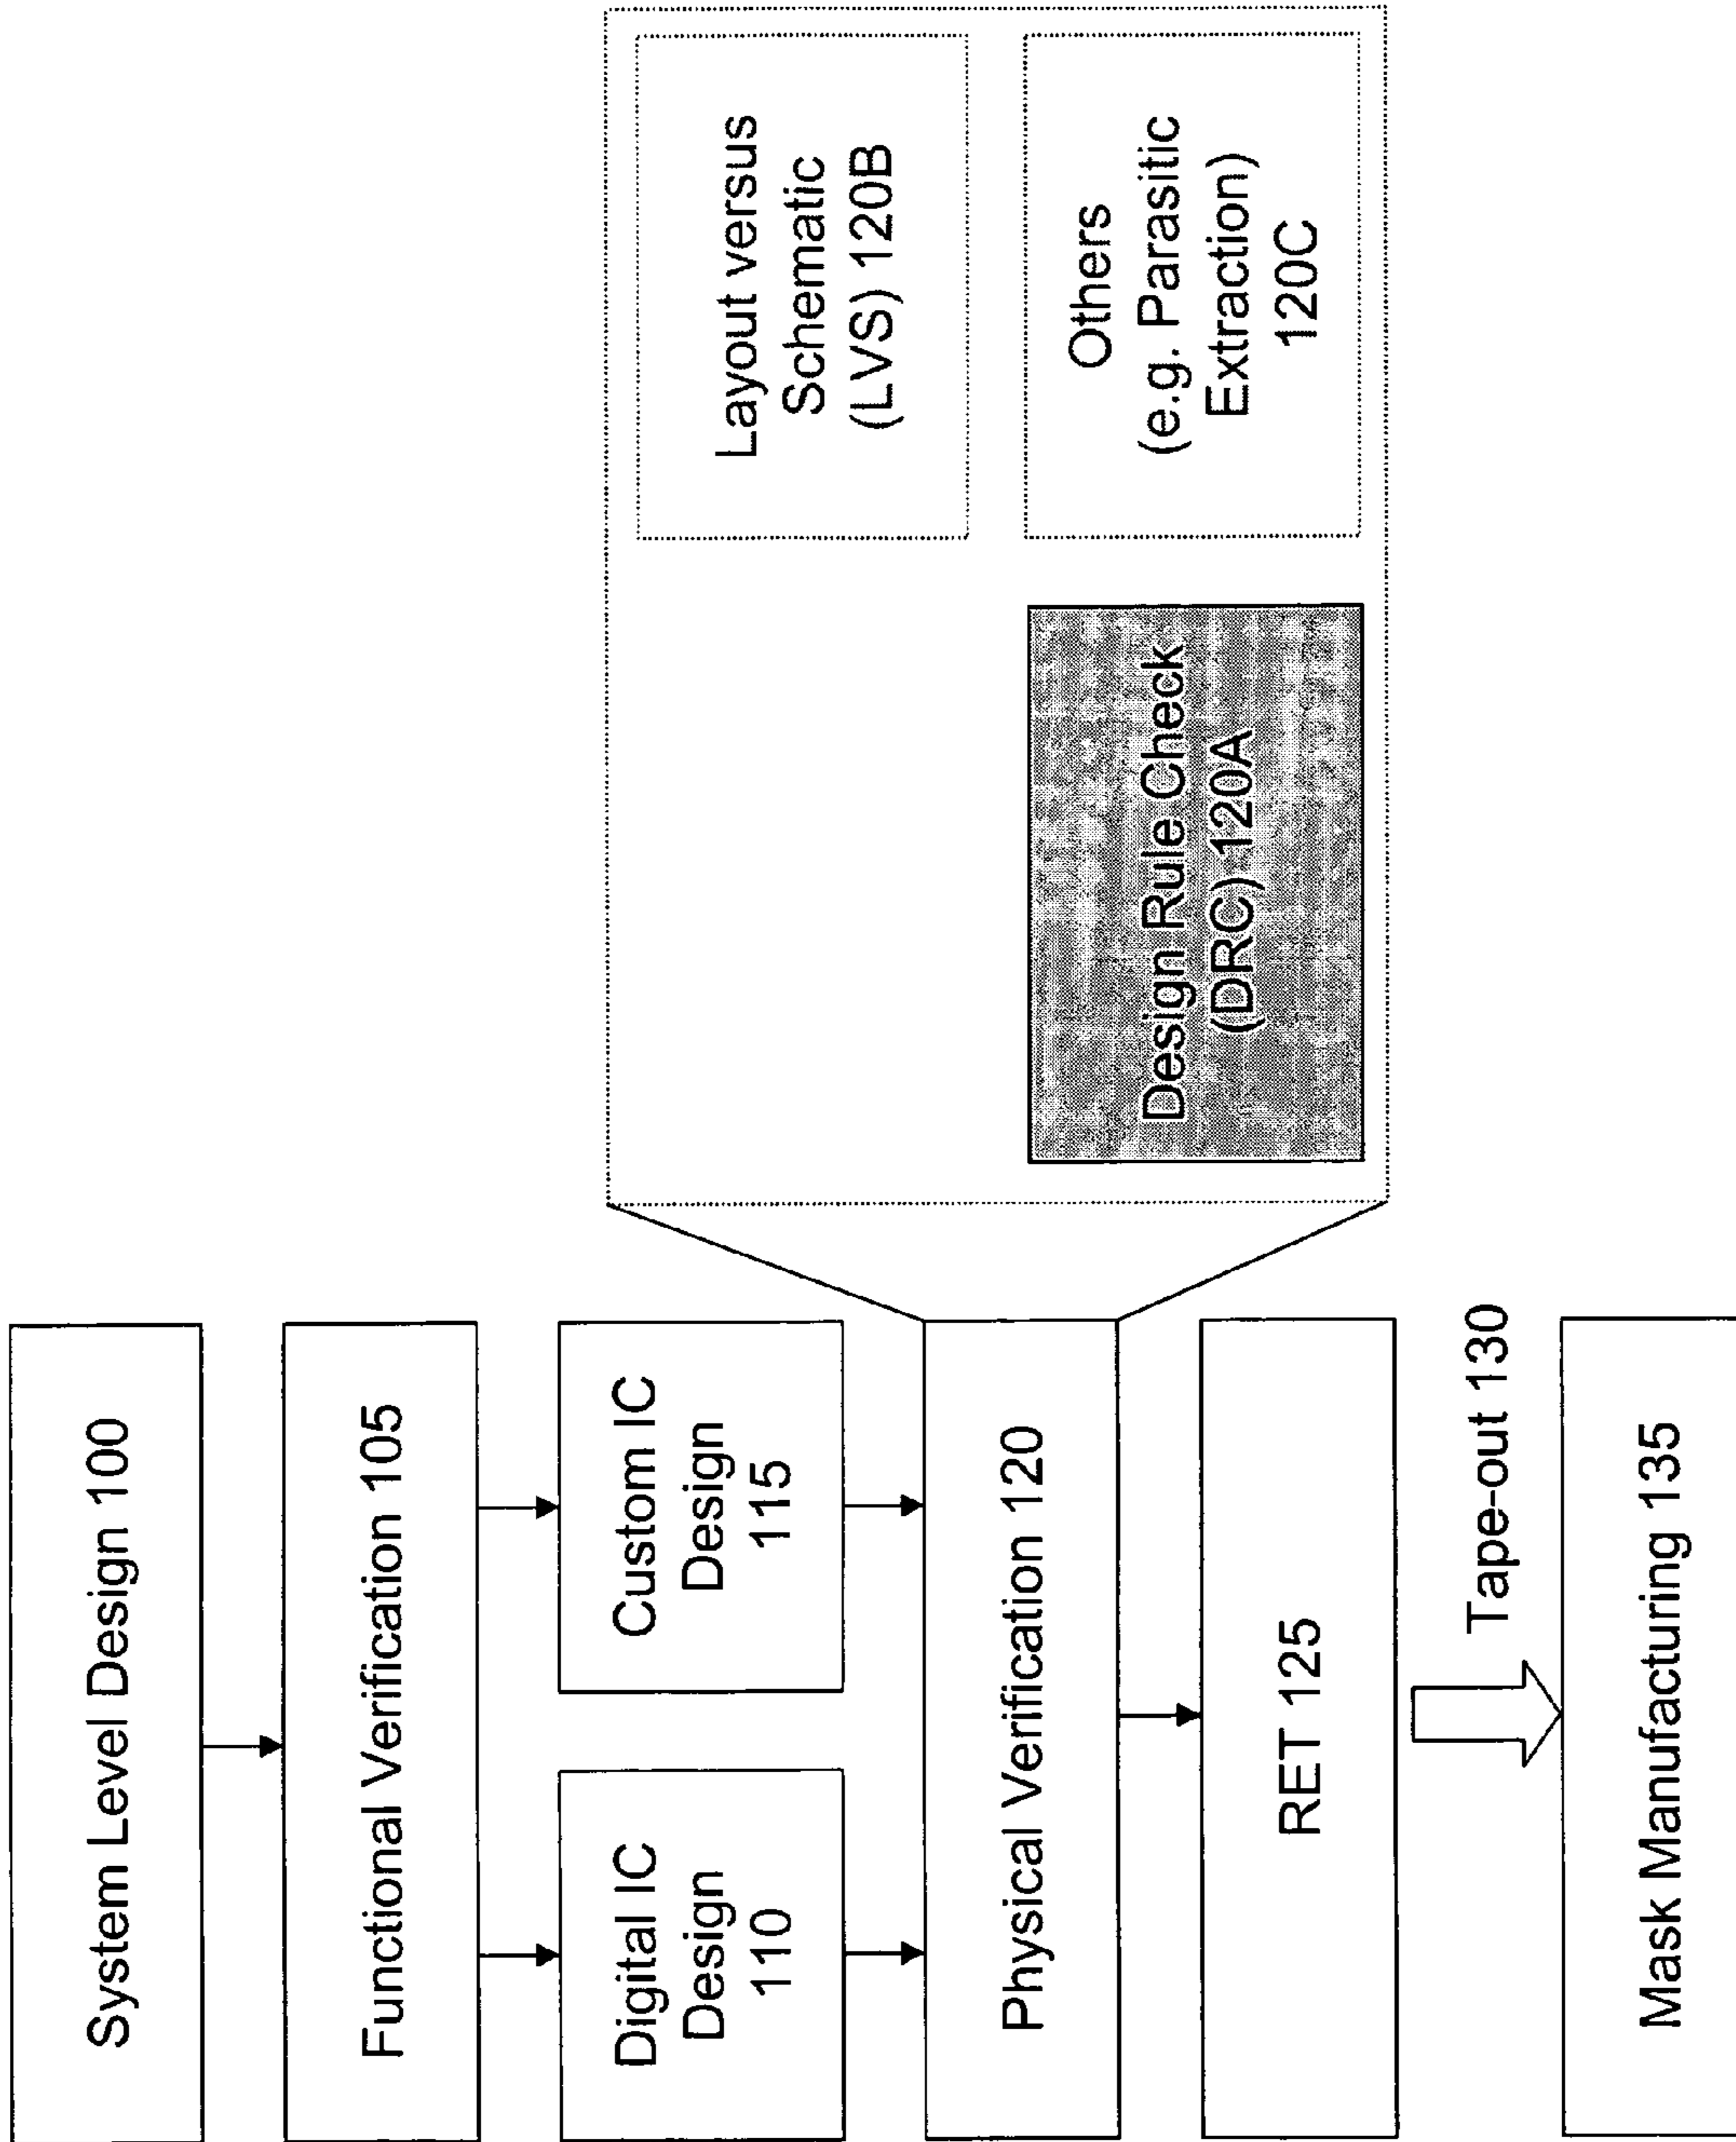 System Level Design 100
Functional Verification 105
Digital IC
Design
110
Custom IC
Design
115
Physical Verification 120
RET 125
Tape-out 130
Mask Manufacturing 135
Design Rule Check
(DRC) 120A
Layout versus
Schematic
(LVS) 120B
Others
(e.g. Parasitic
Extraction)
120C